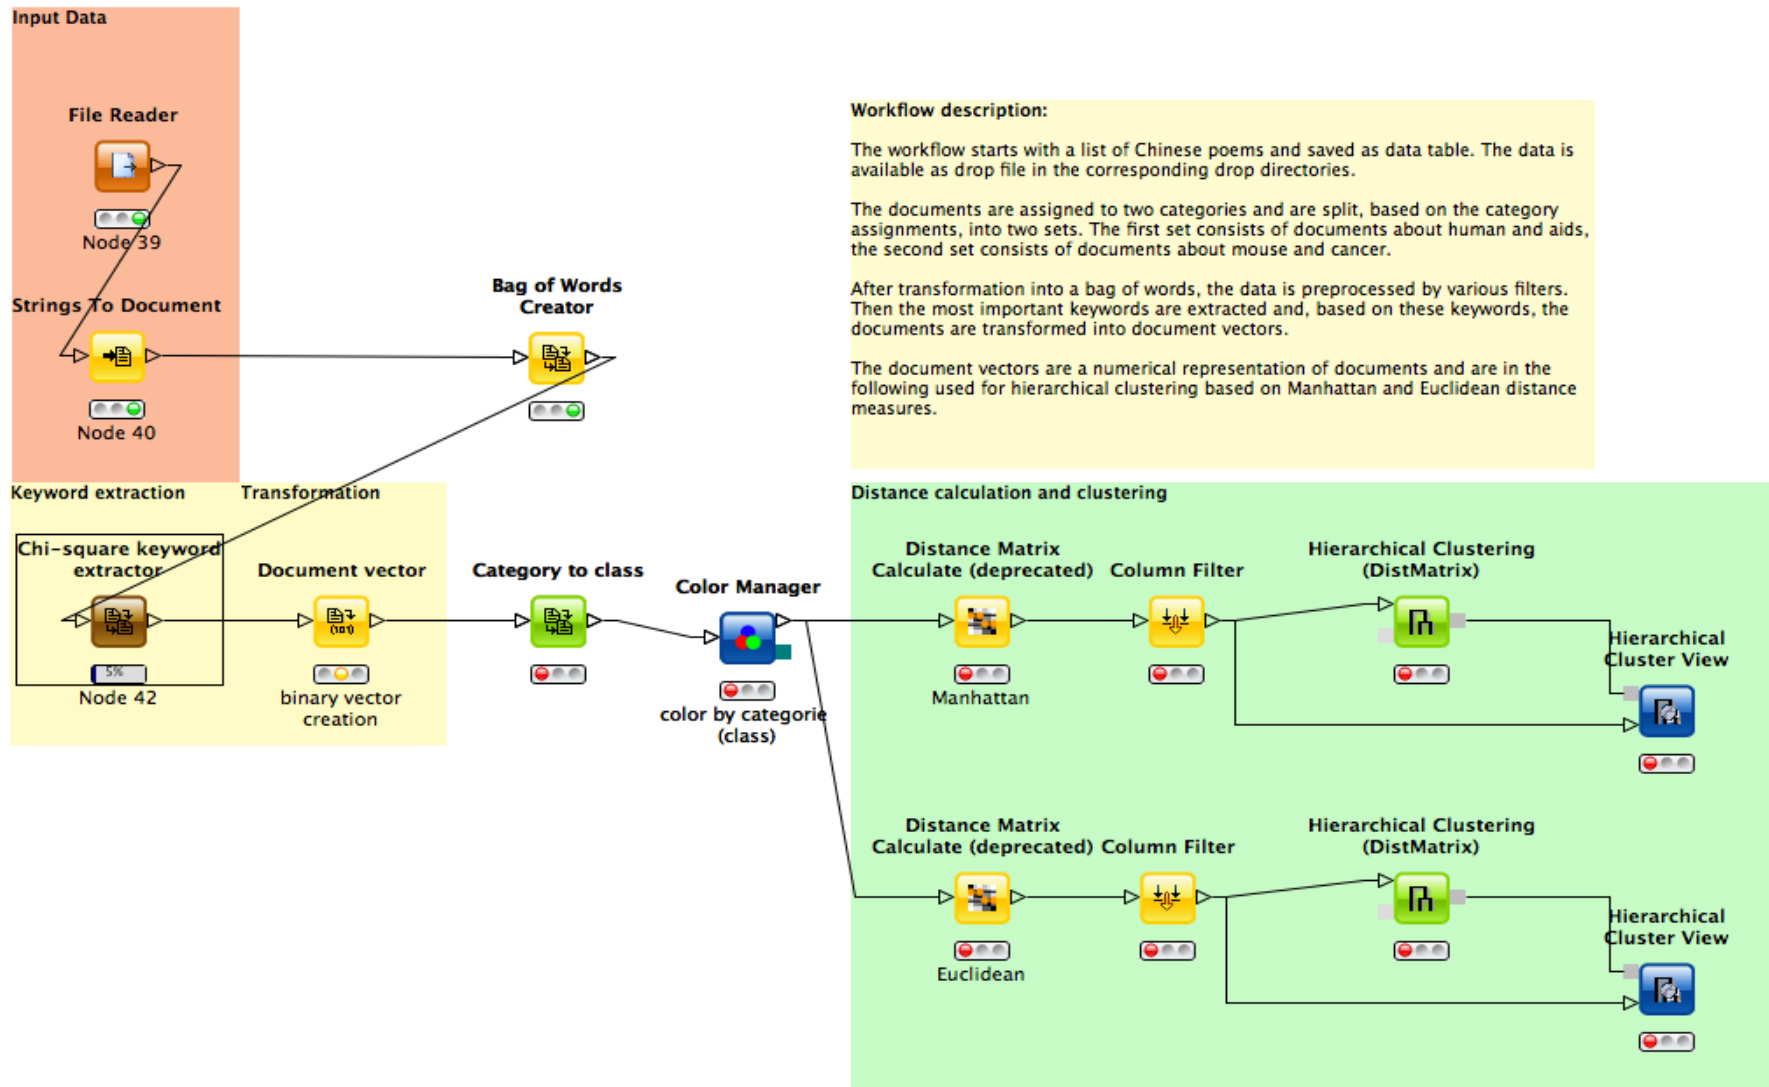 Input Data
File Reader
Node 39
Strings To Document
Node 40
Bag of Words
Creator
Workflow description:
The workflow starts with a list of Chinese poems and saved as data table. The data is
available as drop file in the corresponding drop directories.
The documents are assigned to two categories and are split, based on the category
assignments, into two sets. The first set consists of documents about human and aids,
the second set consists of documents about mouse and cancer.
After transformation into a bag of words, the data is preprocessed by various filters.
Then the most important keywords are extracted and, based on these keywords, the
documents are transformed into document vectors.
The document vectors are a numerical representation of documents and are in the
following used for hierarchical clustering based on Manhattan and Euclidean distance
measures.
Keyword extraction
Transformation
Chi-square keyword
extractor
5%
Node 42
Document vector
(101)
binary vector
creation
Category to class
Color Manager
color by categorie
(class)
Distance calculation and clustering
Distance Matrix
Calculate (deprecated)
Manhattan
Column Filter
Hierarchical Clustering
(DistMatrix)
Hierarchical
Cluster View
Distance Matrix
Calculate (deprecated)
Euclidean
Column Filter
Hierarchical Clustering
(DistMatrix)
Hierarchical
Cluster View